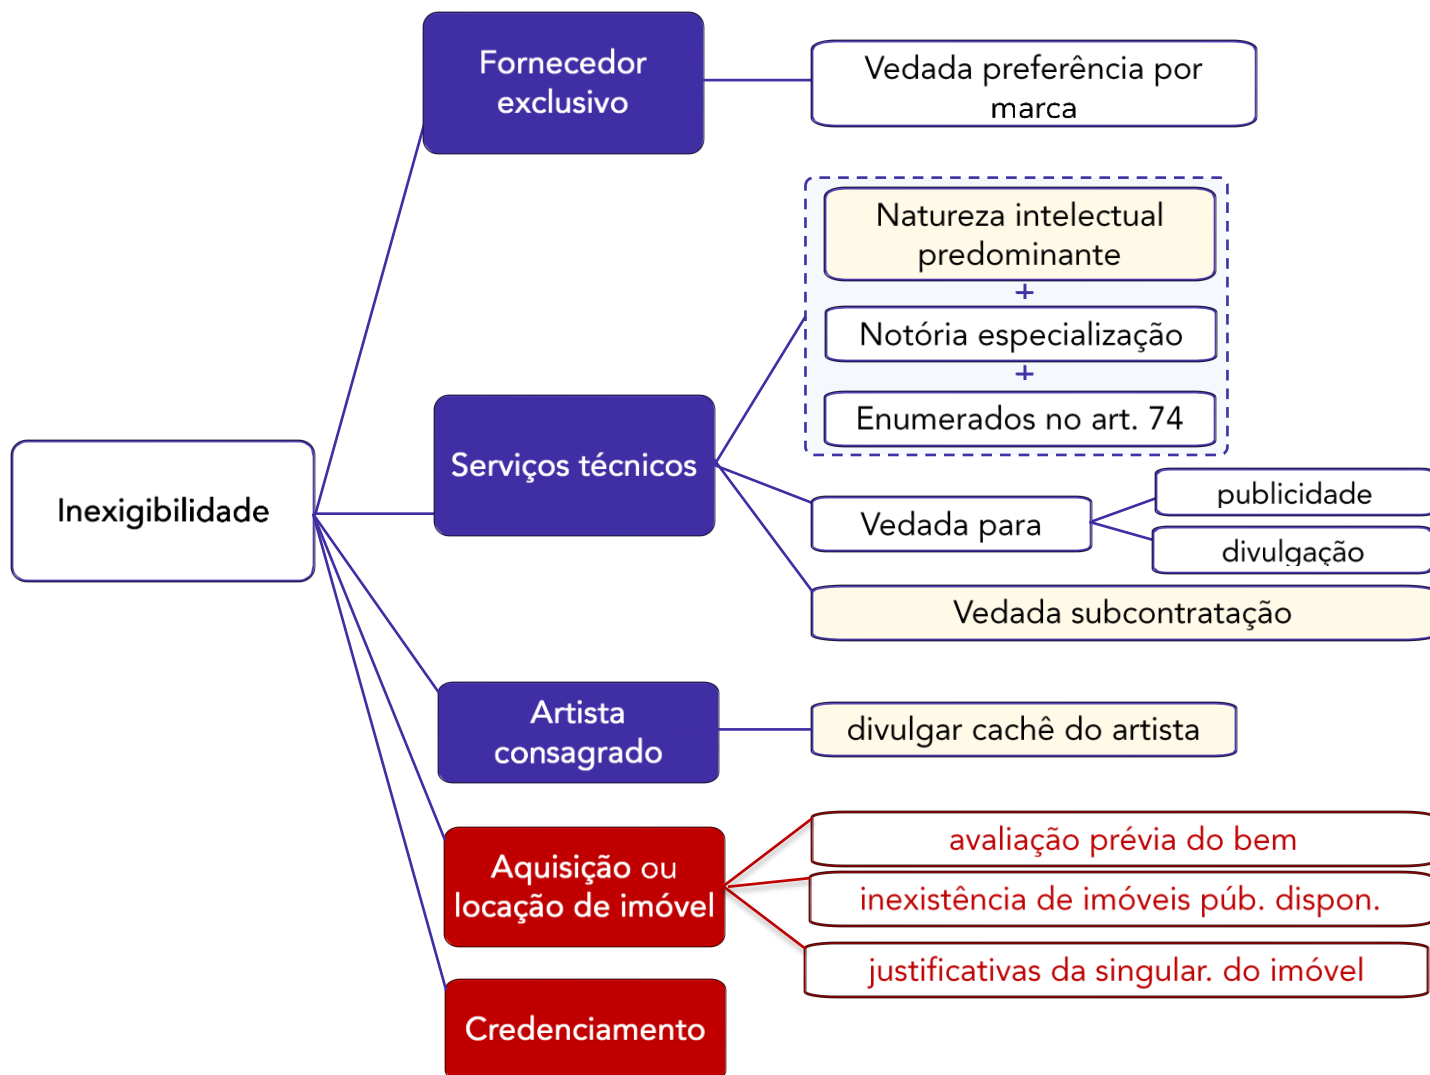 Fornecedor
exclusivo
Vedada preferência por
marca
Natureza intelectual
predominante
+
Notória especialização
+
Enumerados no art. 74
Inexigibilidade
Serviços técnicos
Vedada para
publicidade
divulgação
Vedada subcontratação
Artista
consagrado
divulgar cachê do artista
Aquisição ou
locação de imóvel
avaliação prévia do bem
inexistência de imóveis púb. dispon.
justificativas da singular. do imóvel
Credenciamento